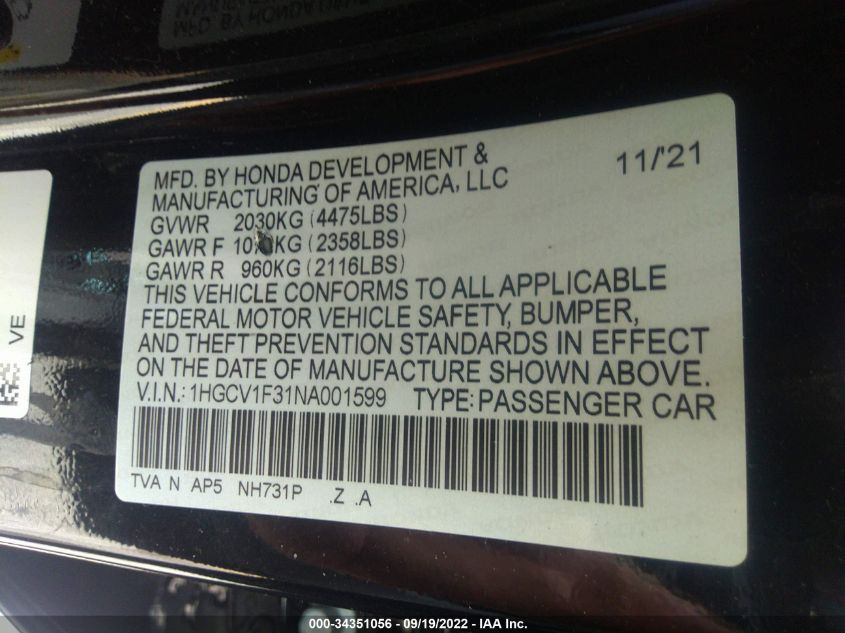 MFD. BY HONDA DEVELOPMENT & 11/'21
MANUFACTURING OF AMERICA, LLC
GVWR 2030KG (4475LBS)
GAWR F (2358LBS)
GAWR R 960KG (2116LBS)
THIS VEHICLE CONFORMS TO ALL APPLICABLE
FEDERAL MOTOR VEHICLE SAFETY, BUMPER,
AND THEFT PREVENTION STANDARDS IN EFFECT
ON THE DATE OF MANUFACTURE SHOWN ABOVE.
V.I.N.: 1HGCV1F31NA001599 TYPE: PASSENGER CAR
TVA N AP5 NH731P .Z .A
VE
000-34351056 - 09/19/2022 - IAA Inc.